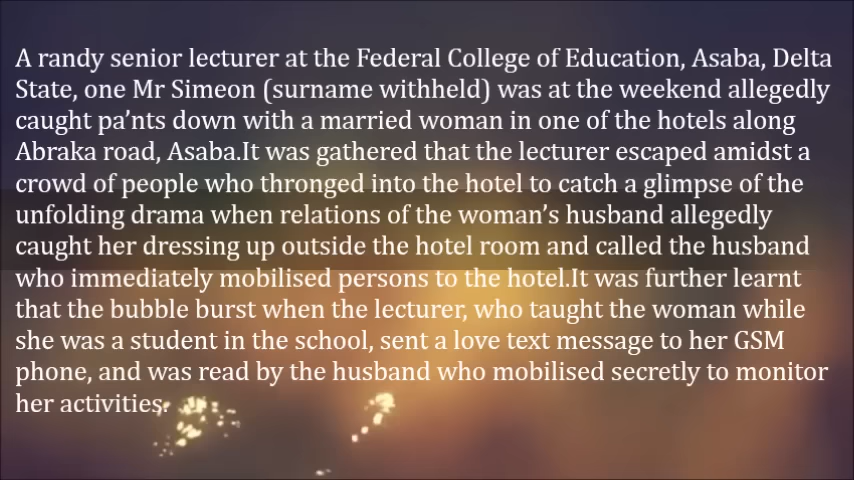 A randy senior lecturer at the Federal College of Education, Asaba, Delta
State, one Mr Simeon (surname withheld) was at the weekend allegedly
caught pa’nts down with a married woman in one of the hotels along
Abraka road, Asaba.It was gathered that the lecturer escaped amidst a
crowd of people who thronged into the hotel to catch a glimpse of the
unfolding drama when relations of the woman’s husband allegedly
caught her dressing up outside the hotel room and called the husband
who immediately mobilised persons to the hotel.It was further learnt
that the bubble burst when the lecturer, who taught the woman while
she was a student in the school, sent a love text message to her GSM
phone, and was read by the husband who mobilised secretly to monitor
her activities.